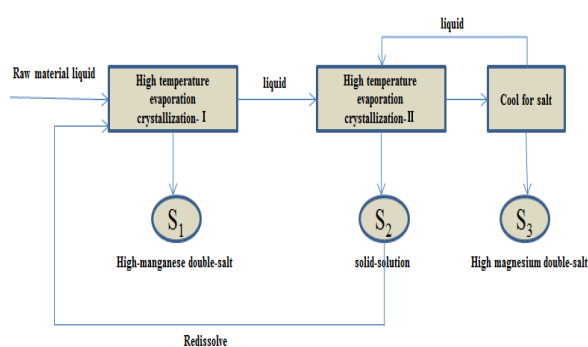 liquid
Raw material liquid
High temperature
evaporation
crystallization- I
liquid
High temperature
evaporation
crystallization-II
Cool for salt
S1
S2
S3
High-manganese double-salt
solid-solution
High magnesium double-salt
Redissolve